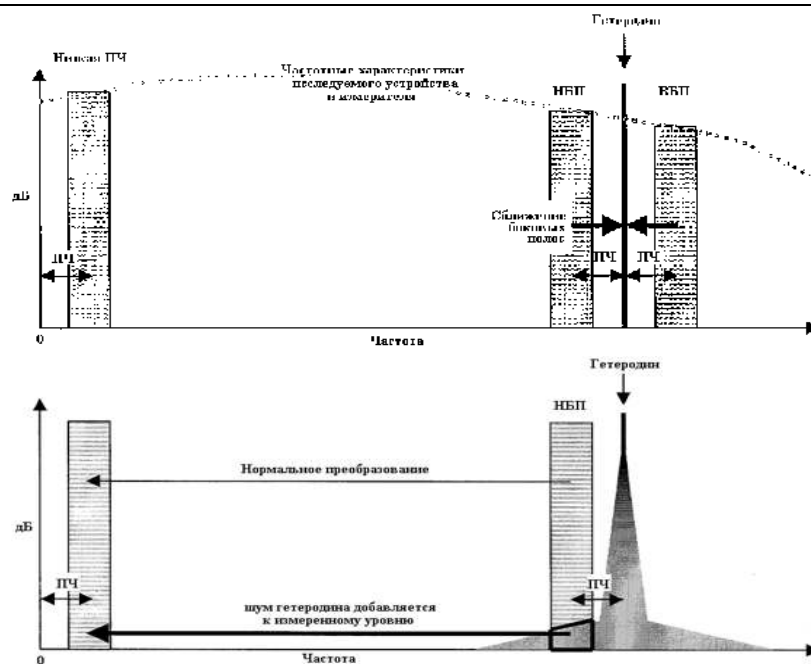 Гетеродин
Низкая ПЧ
Частотные характеристики
исследуемого устройства
и измерителя
НБП
ВБП
дБ
Сближение
боковых
полос
ПЧ
ПЧ
ПЧ
0
Частота
Гетеродин
НБП
Нормальное преобразование
дБ
ПЧ
ПЧ
шум гетеродина добавляется
к измеренному уровню
0
Частота